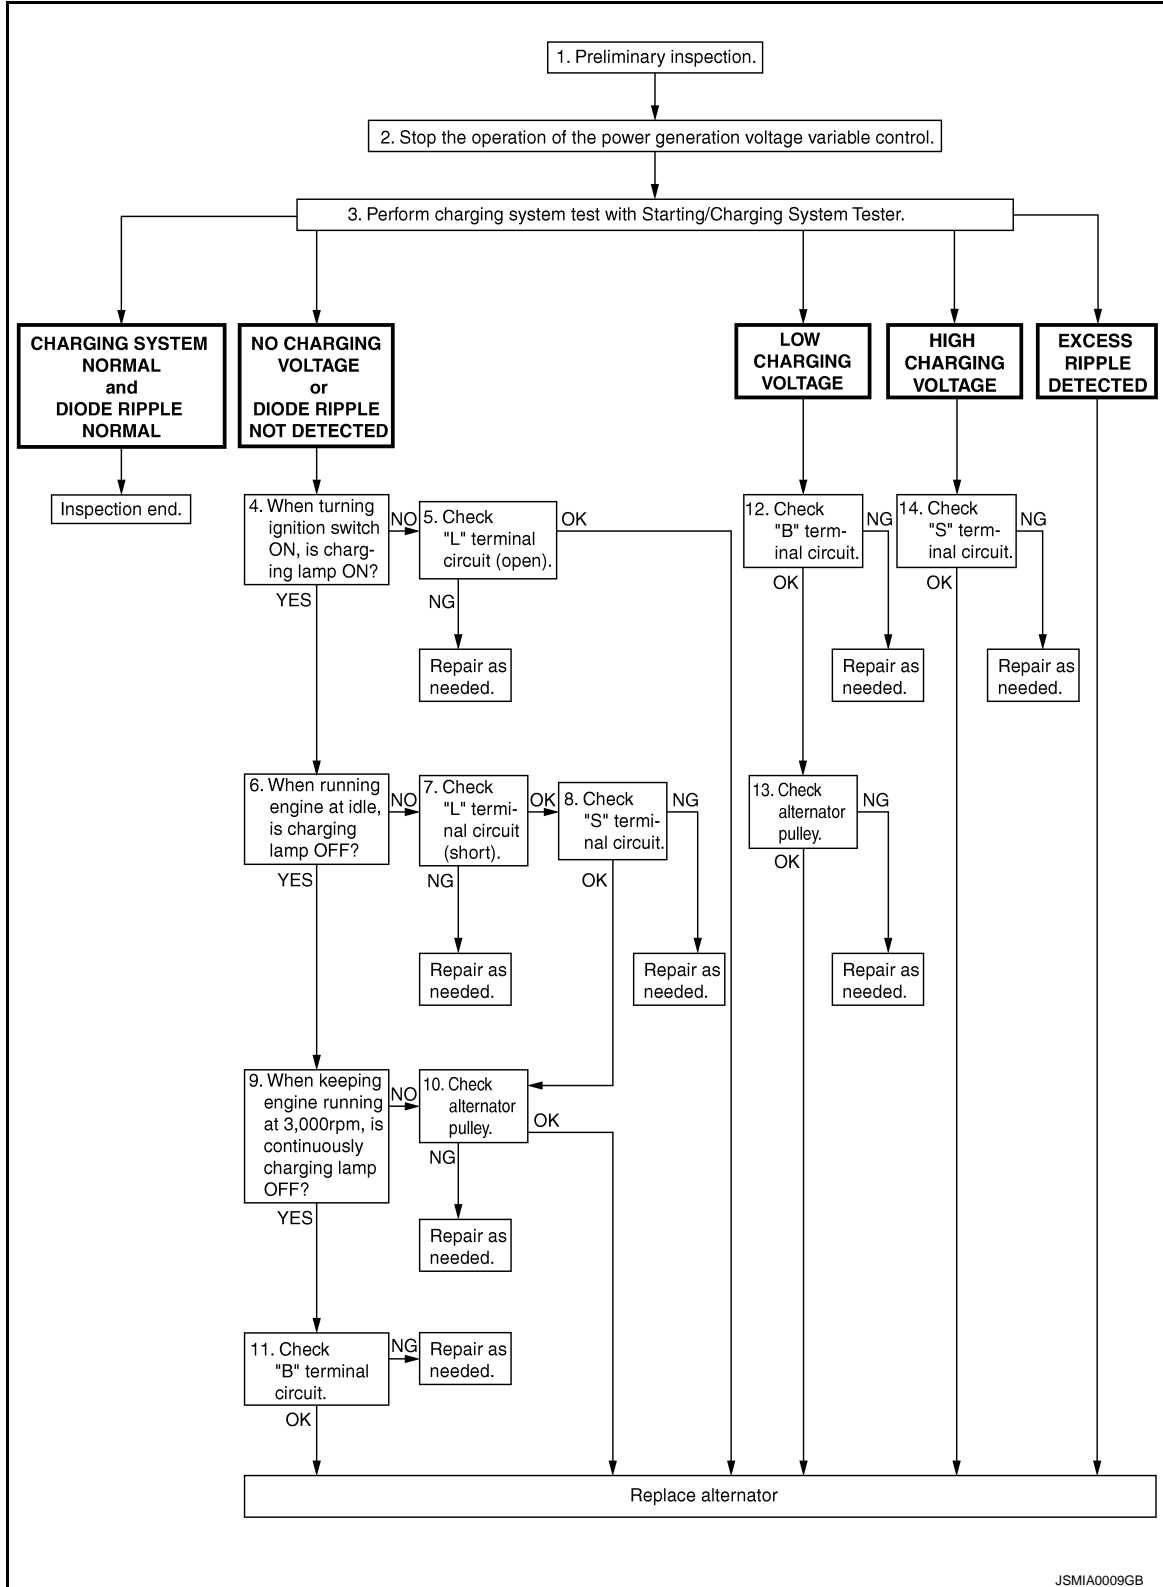 1. Preliminary inspection.
2. Stop the operation of the power generation voltage variable control.
3. Perform charging system test with Starting/Charging System Tester.
CHARGING SYSTEM
NORMAL
and
DIODE RIPPLE
NORMAL
NO CHARGING
VOLTAGE
or
DIODE RIPPLE
NOT DETECTED
LOW
CHARGING
VOLTAGE
HIGH
CHARGING
VOLTAGE
EXCESS
RIPPLE
DETECTED
Inspection end.
4. When turning
ignition switch
ON, is charg-
ing lamp ON?
NO
YES
5. Check
"L" terminal
circuit (open).
OK
NG
Repair as
needed.
12. Check
"B" term-
inal circuit.
NG
OK
Repair as
needed.
14. Check
"S" term-
inal circuit.
NG
OK
Repair as
needed.
6. When running
engine at idle,
is charging
lamp OFF?
NO
YES
7. Check
"L" termi-
nal circuit
(short).
OK
NG
Repair as
needed.
8. Check
"S" termi-
nal circuit.
NG
OK
Repair as
needed.
13. Check
alternator
pulley.
NG
OK
Repair as
needed.
9. When keeping
engine running
at 3,000rpm, is
continuously
charging lamp
OFF?
NO
YES
10. Check
alternator
pulley.
OK
NG
Repair as
needed.
11. Check
"B" terminal
circuit.
NG
OK
Repair as
needed.
Replace alternator
JSMIA0009GB